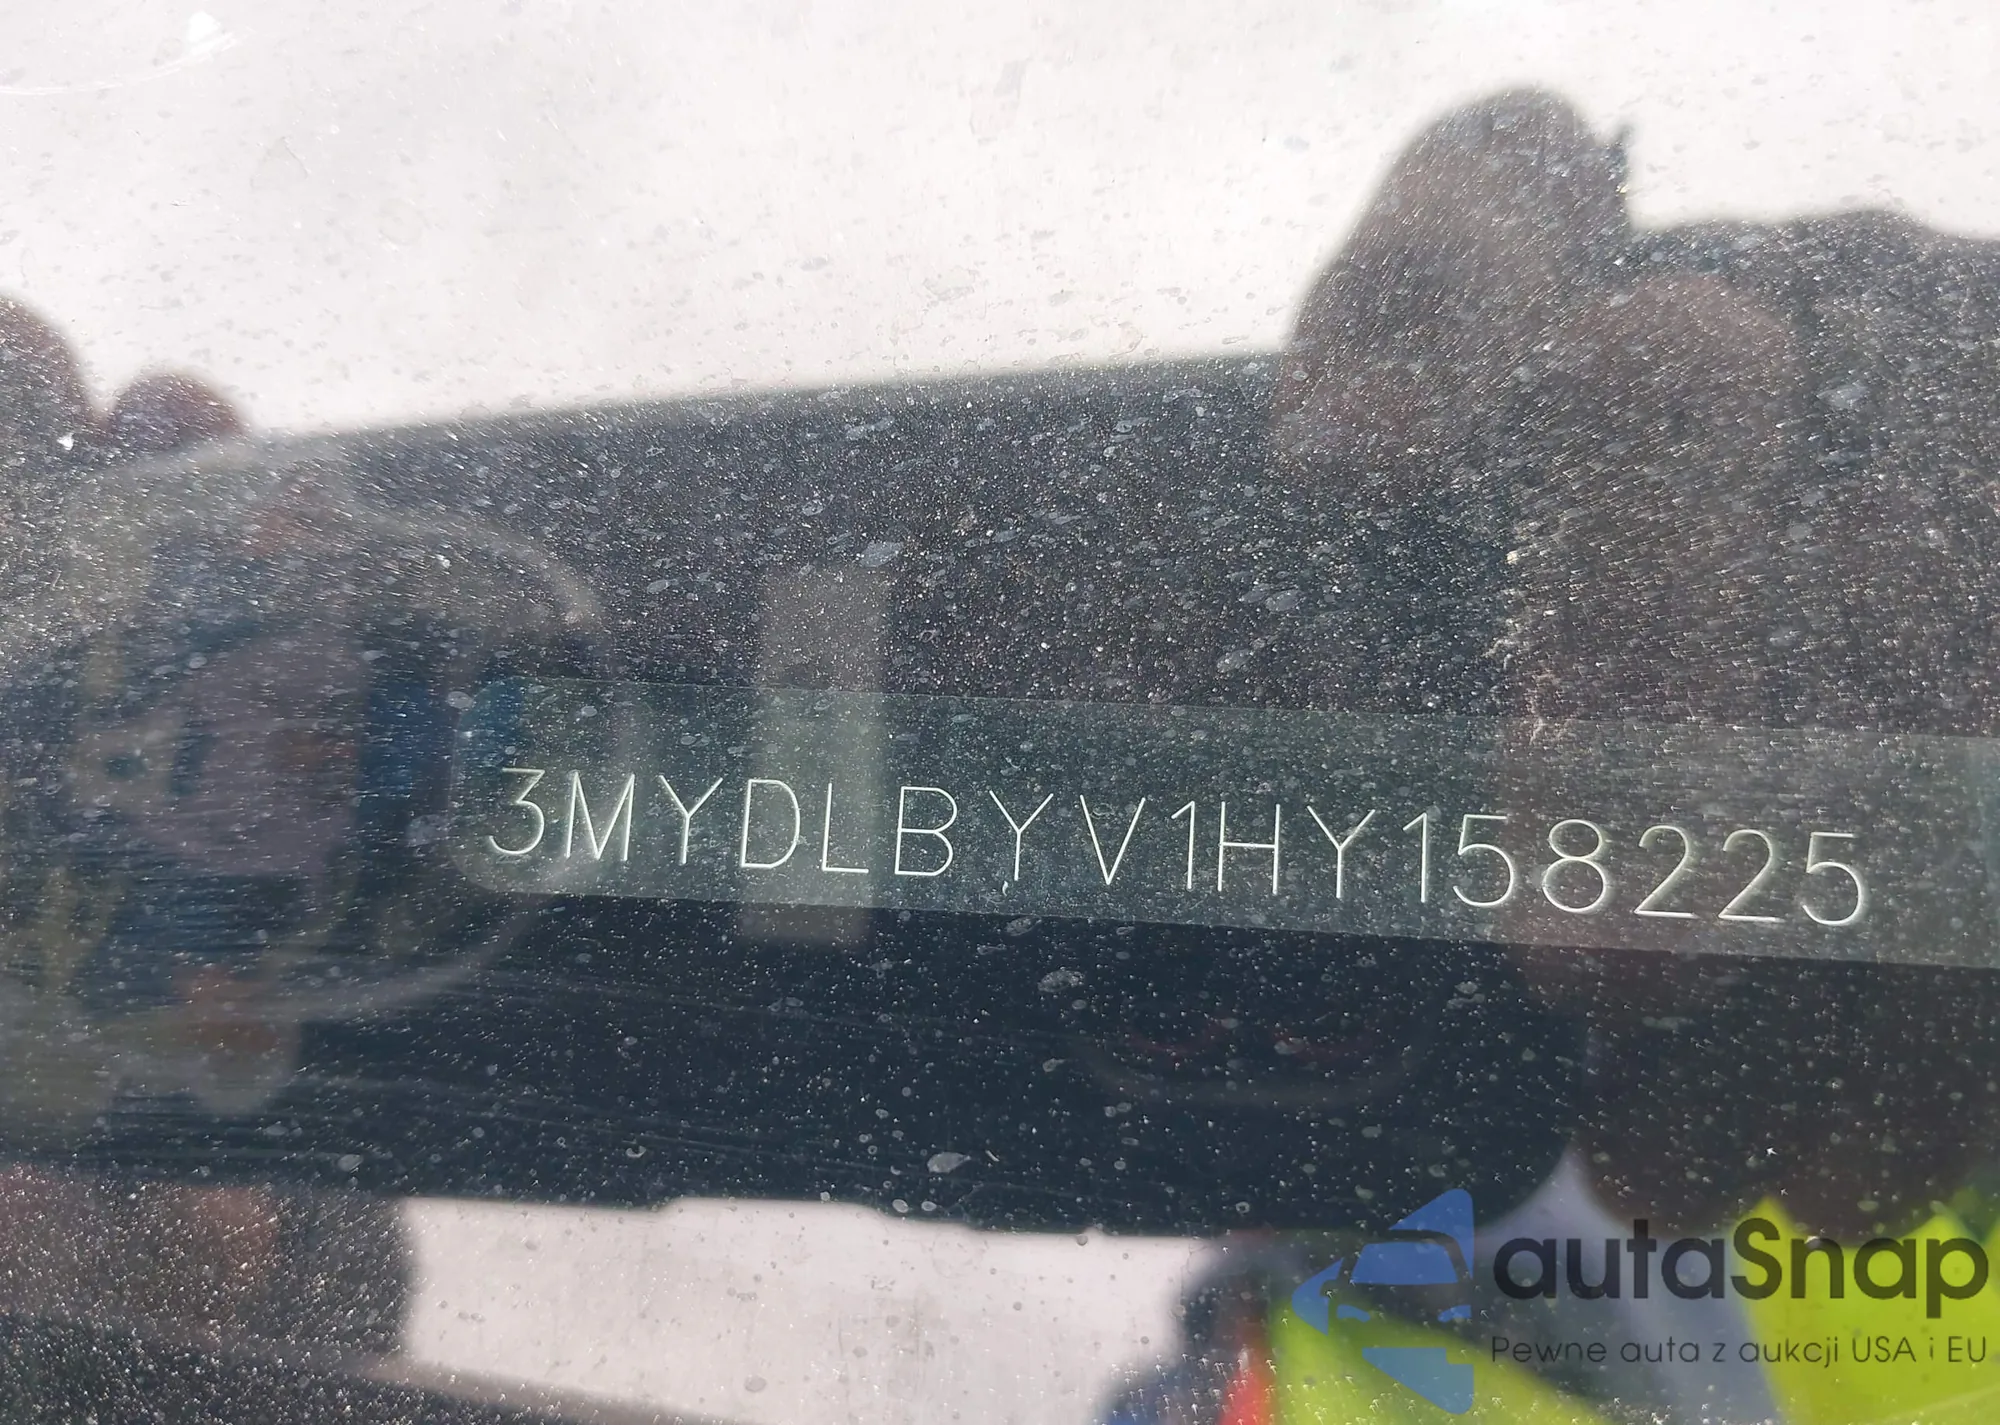 3MYDLBYV1HY158225
autaSnap
Pewne auta z aukcji USA i EU